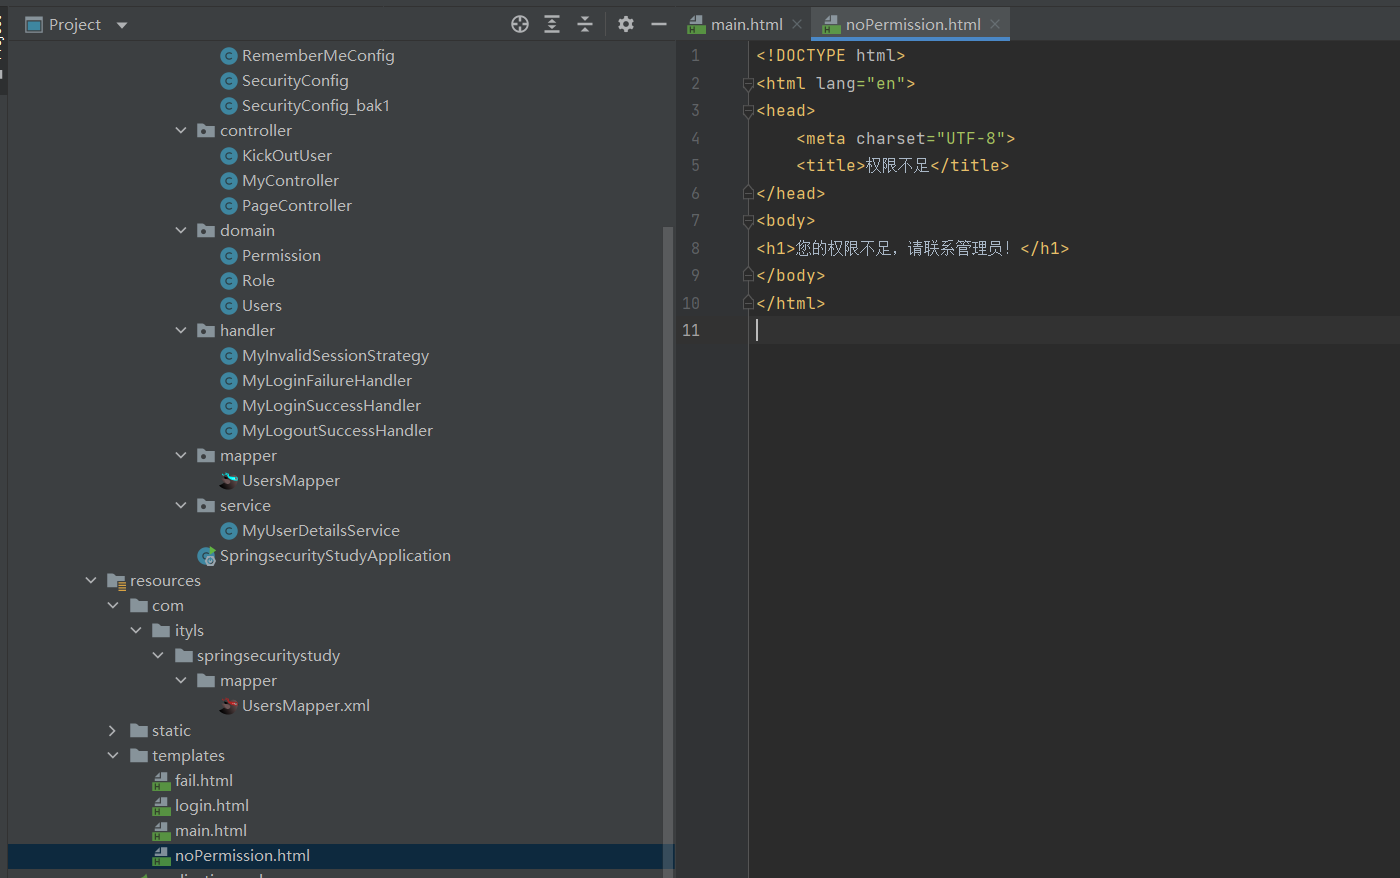 Project
main.html
noPermission.html
RememberMeConfig
SecurityConfig
SecurityConfig_bak1
controller
KickOutUser
MyController
PageController
domain
Permission
Role
Users
handler
MyInvalidSessionStrategy
MyLoginFailureHandler
MyLoginSuccessHandler
MyLogoutSuccessHandler
mapper
UsersMapper
service
MyUserDetailsService
SpringsecurityStudyApplication
resources
com
ityls
springsecuritystudy
mapper
UsersMapper.xml
static
templates
fail.html
login.html
main.html
noPermission.html
1 <!DOCTYPE html>
2 <html lang="en">
3 <head>
4 <meta charset="UTF-8">
5 <title>权限不足</title>
6 </head>
7 <body>
8 <h1>您的权限不足，请联系管理员！</h1>
9 </body>
10 </html>
11